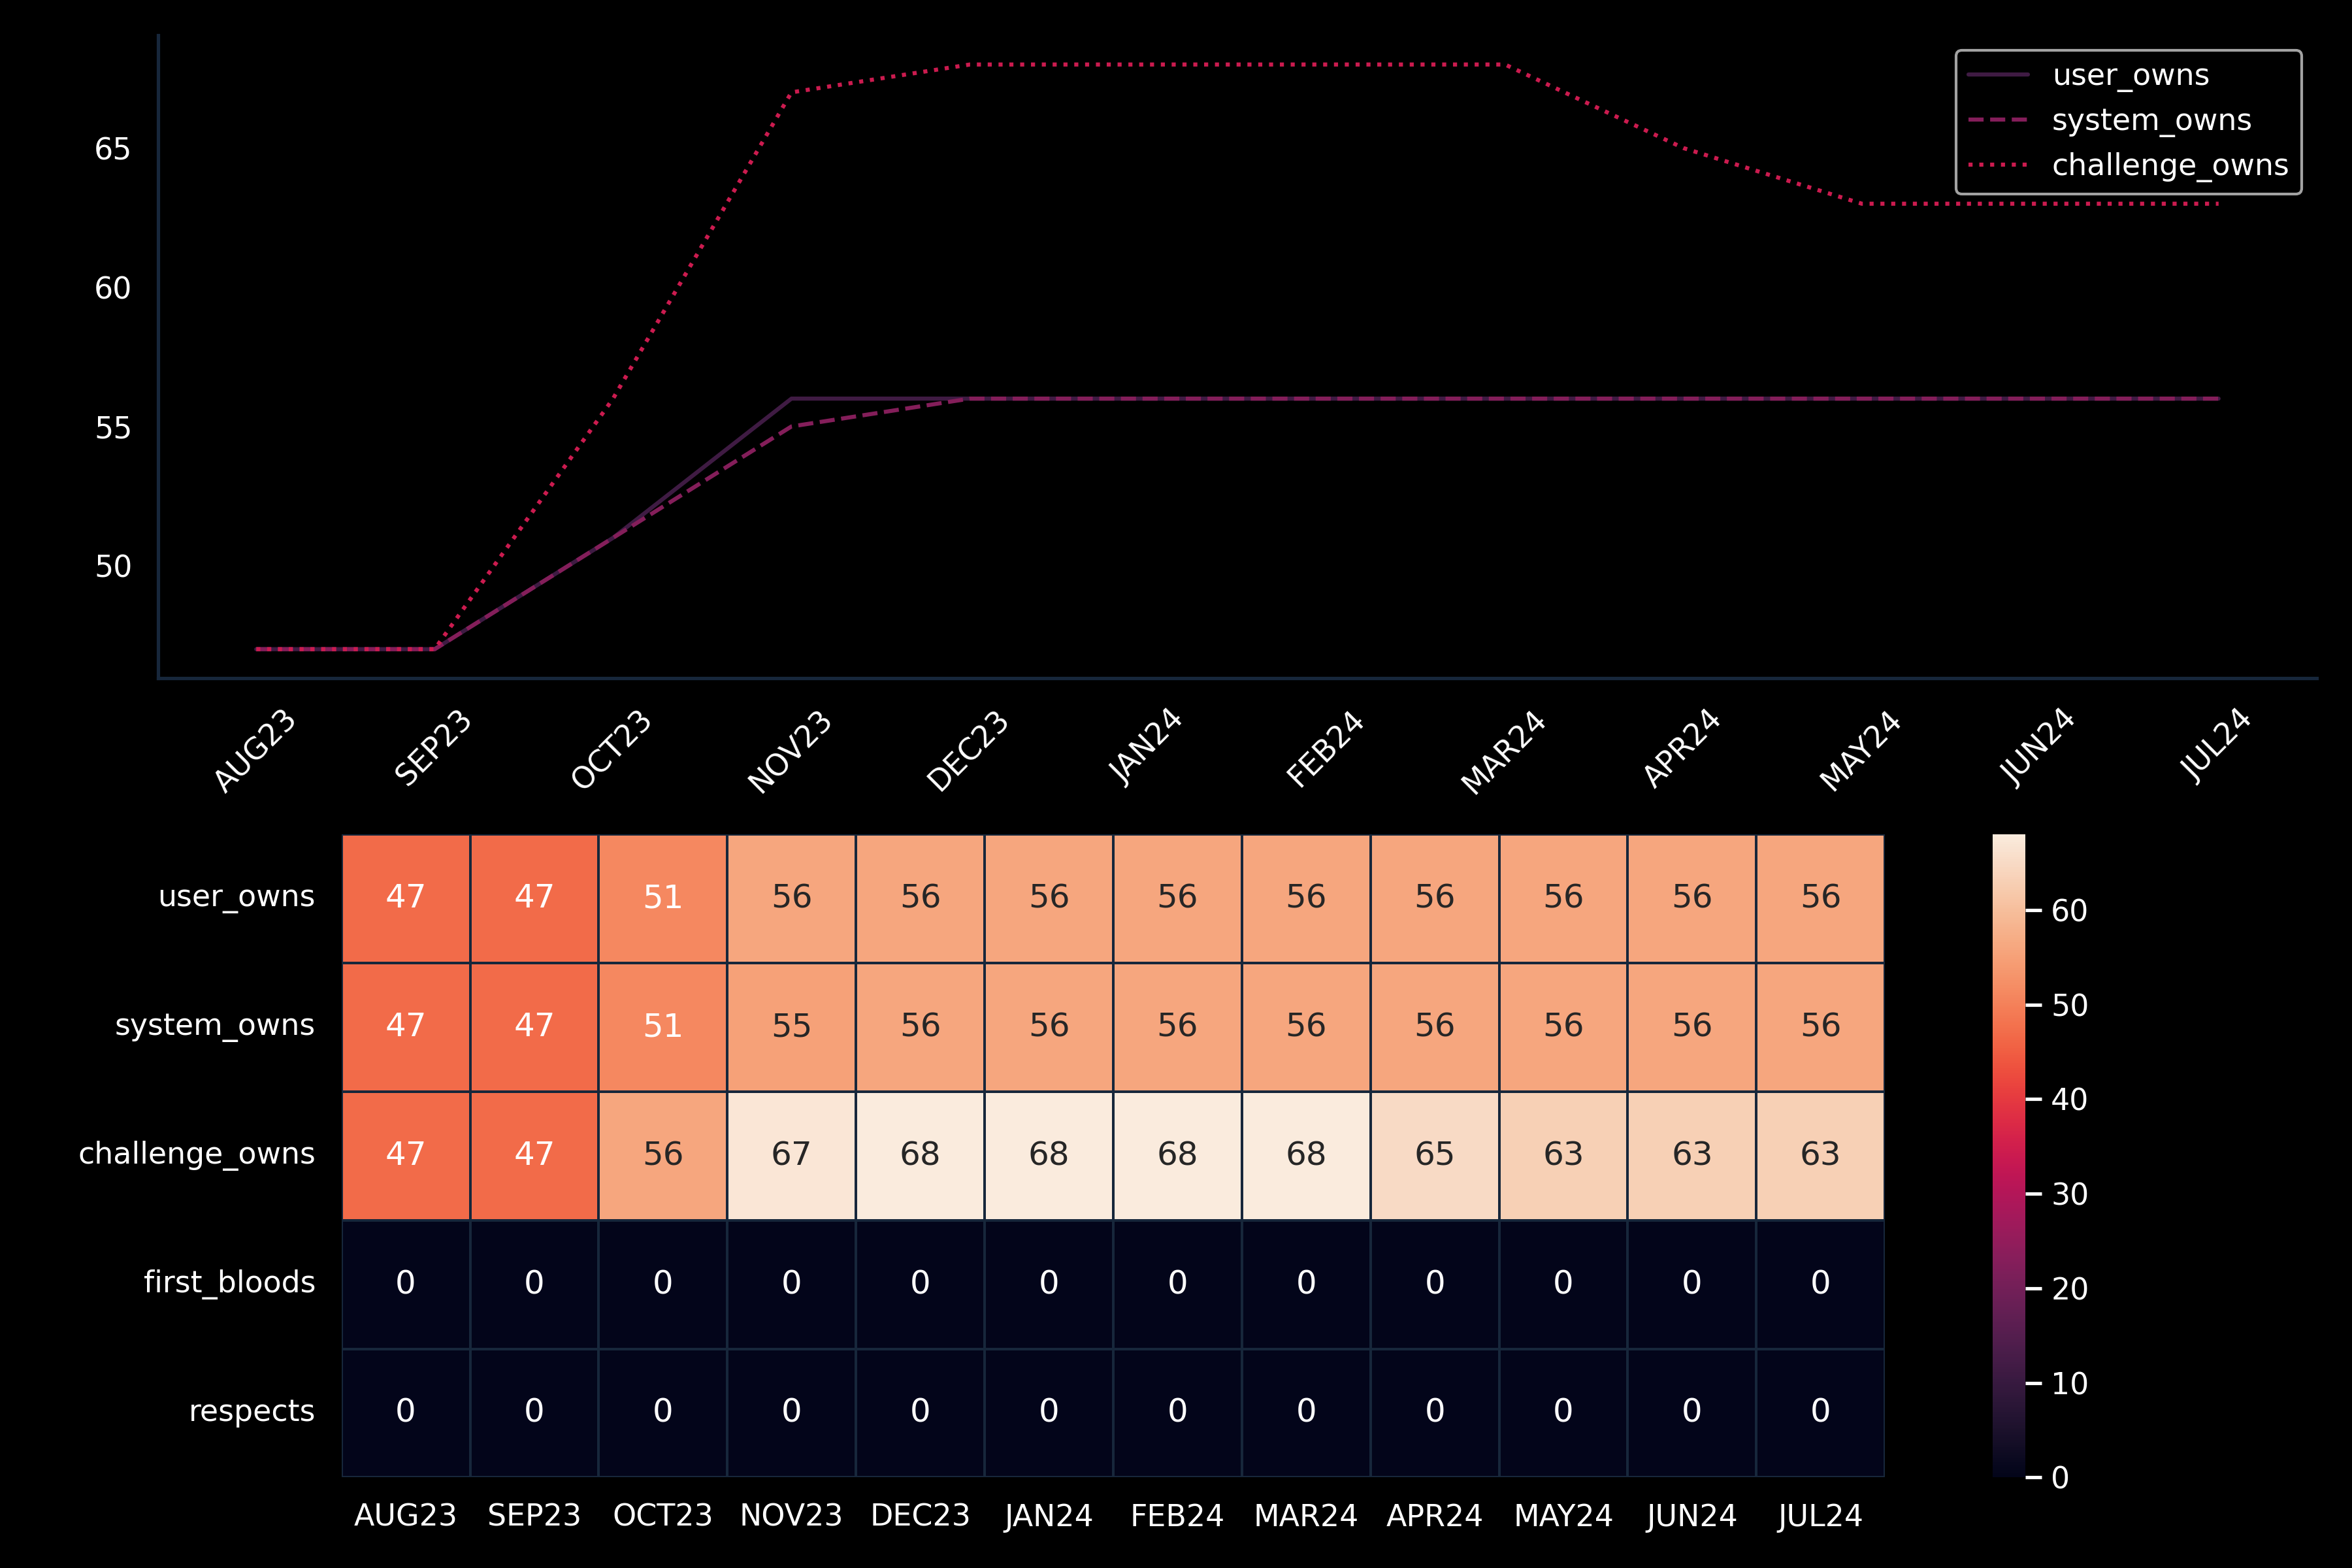 user_owns
system_owns
challenge_owns
65
60
55
50
AUG23 SEP23 OCT23 NOV23 DEC23 JAN24 FEB24 MAR24 APR24 MAY24 JUN24 JUL24
user_owns 47 47 51 56 56 56 56 56 56 56 56 56
system_owns 47 47 51 55 56 56 56 56 56 56 56 56
challenge_owns 47 47 56 67 68 68 68 68 65 63 63 63
first_bloods 0 0 0 0 0 0 0 0 0 0 0 0
respects 0 0 0 0 0 0 0 0 0 0 0 0
AUG23 SEP23 OCT23 NOV23 DEC23 JAN24 FEB24 MAR24 APR24 MAY24 JUN24 JUL24
60
50
40
30
20
10
0